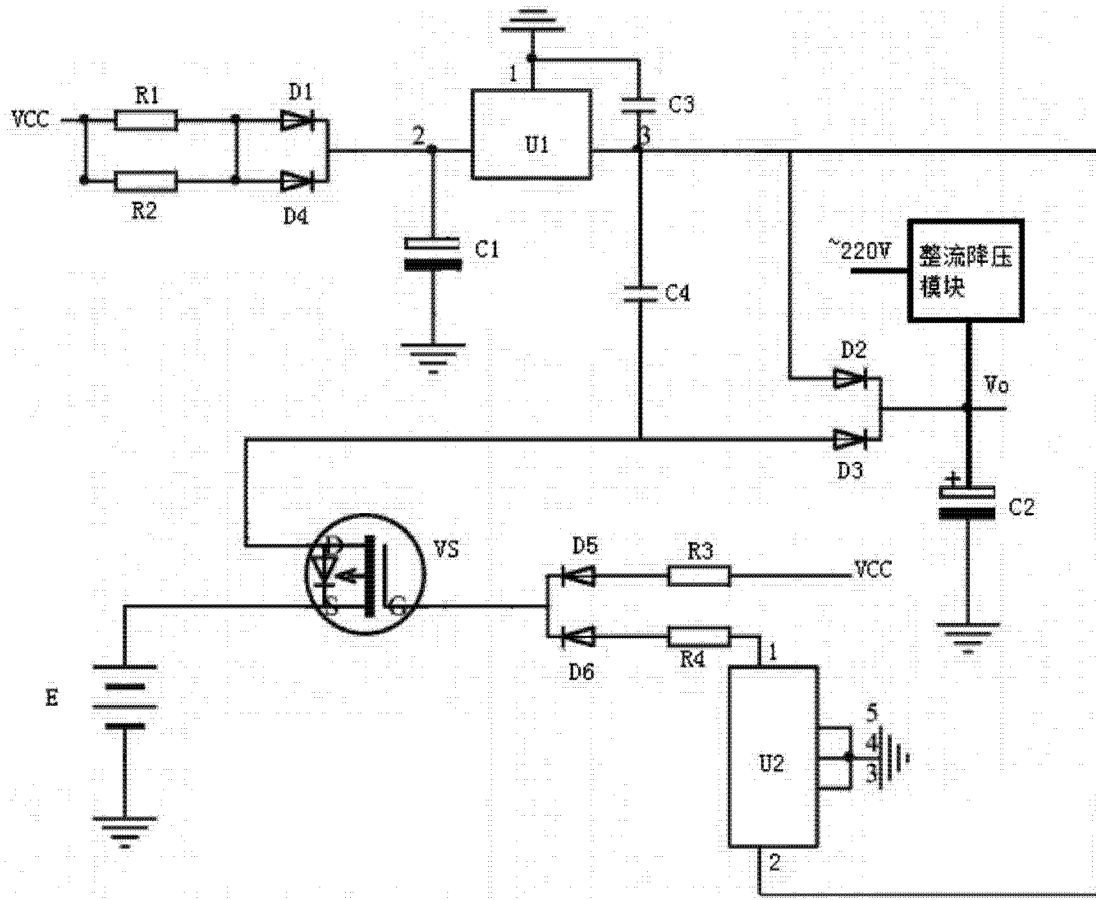 1
C3
R1
D1
VCC
2
U1
3
R2
D4
C1
~220V
整流降压
模块
C4
D2
Vo
D3
+
C2
D
VS
D5
R3
VCC
S
G
D6
R4
1
E
5
4
3
U2
2